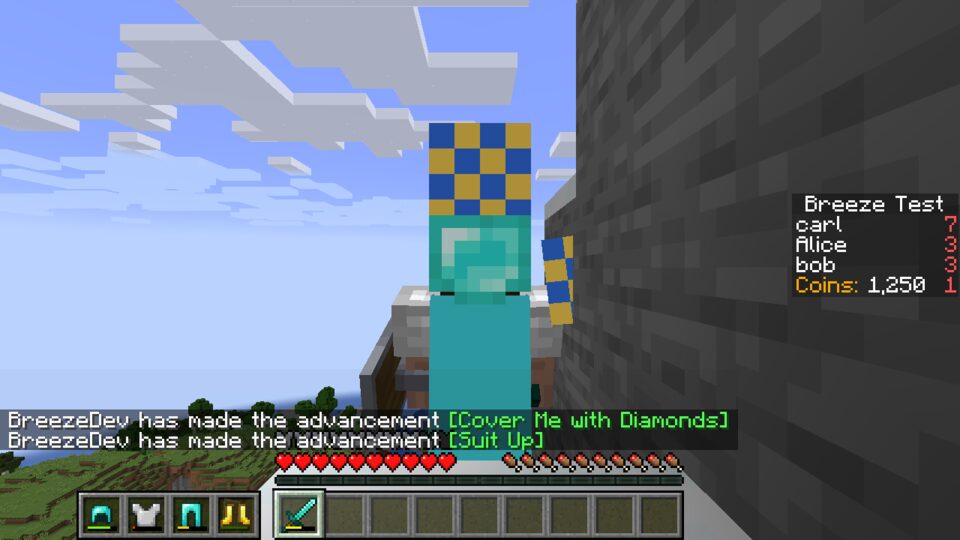 Breeze Test
carl 7
Alice 3
bob 3
Coins: 1,250 1
BreezeDev has made the advancement [Cover Me with Diamonds]
BreezeDev has made the advancement [Suit Up]